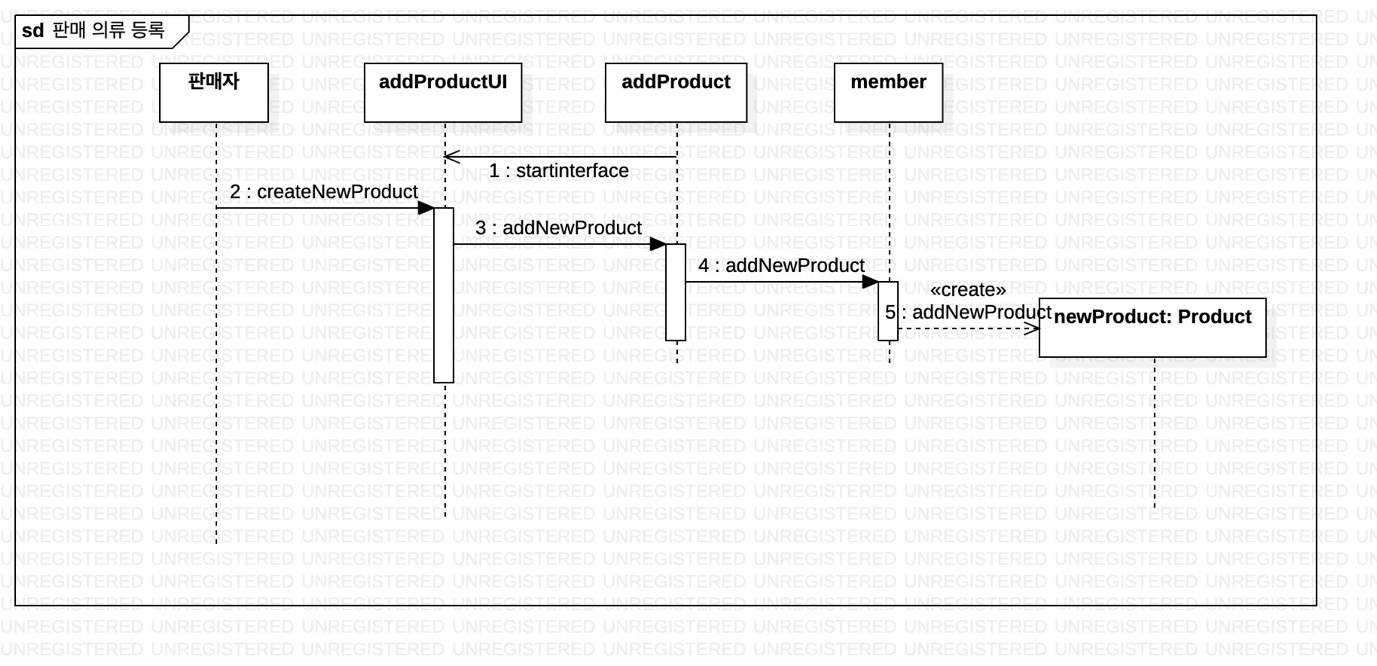 sd 판매 의류 등록
판매자
addProductUI
addProduct
member
1 : startinterface
2 : createNewProduct
3 : addNewProduct
4 : addNewProduct
«create»
5 : addNewProduct
newProduct: Product
UNREGISTERED